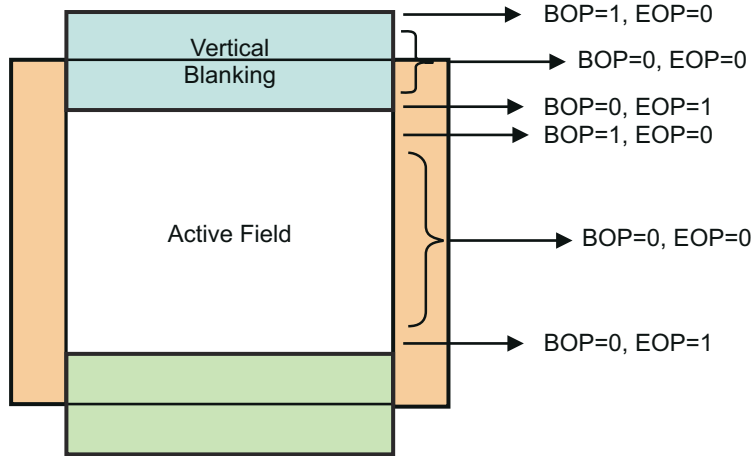 BOP=1, EOP=0
Vertical
Blanking
BOP=0, EOP=0
BOP=0, EOP=1
BOP=1, EOP=0
Active Field
BOP=0, EOP=0
BOP=0, EOP=1